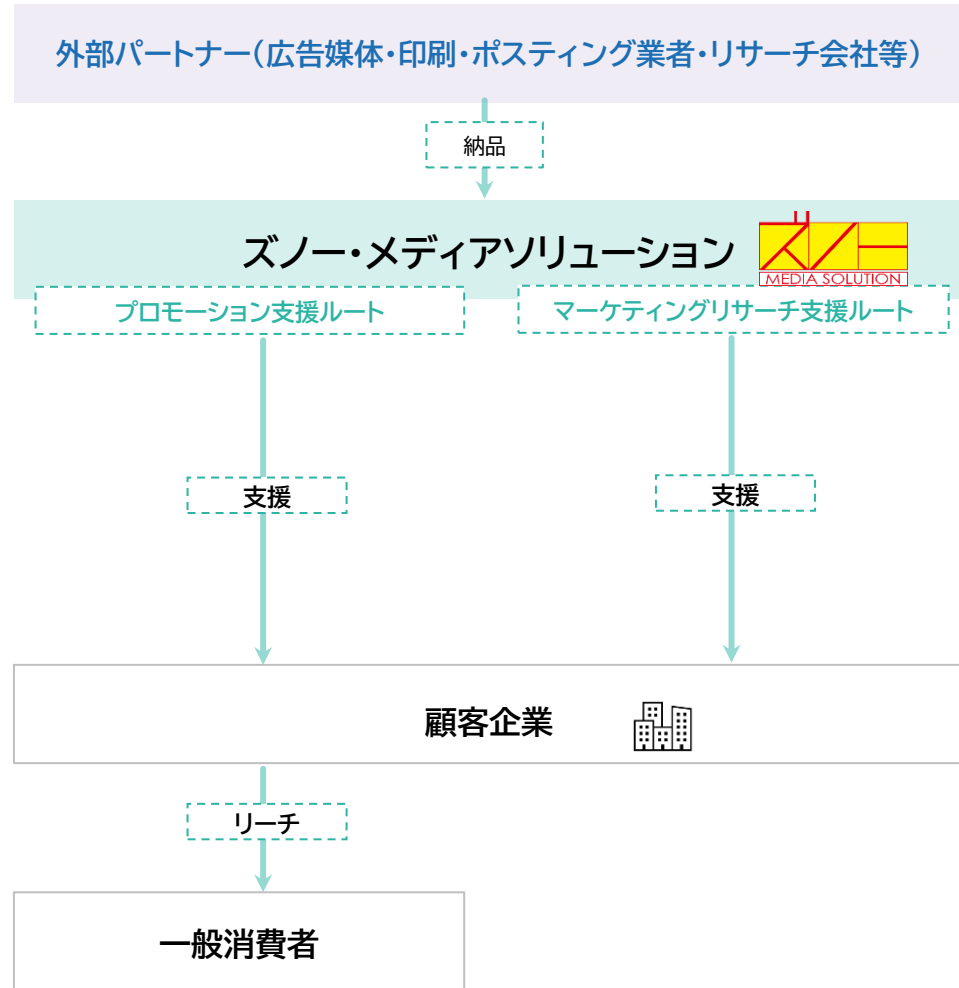 外部パートナー（広告媒体・印刷・ポスティング業者・リサーチ会社等）
納品
ズノー・メディアソリューション
ズノー
MEDIA SOLUTION
プロモーション支援ルート
マーケティングリサーチ支援ルート
支援
支援
顧客企業
リーチ
一般消費者